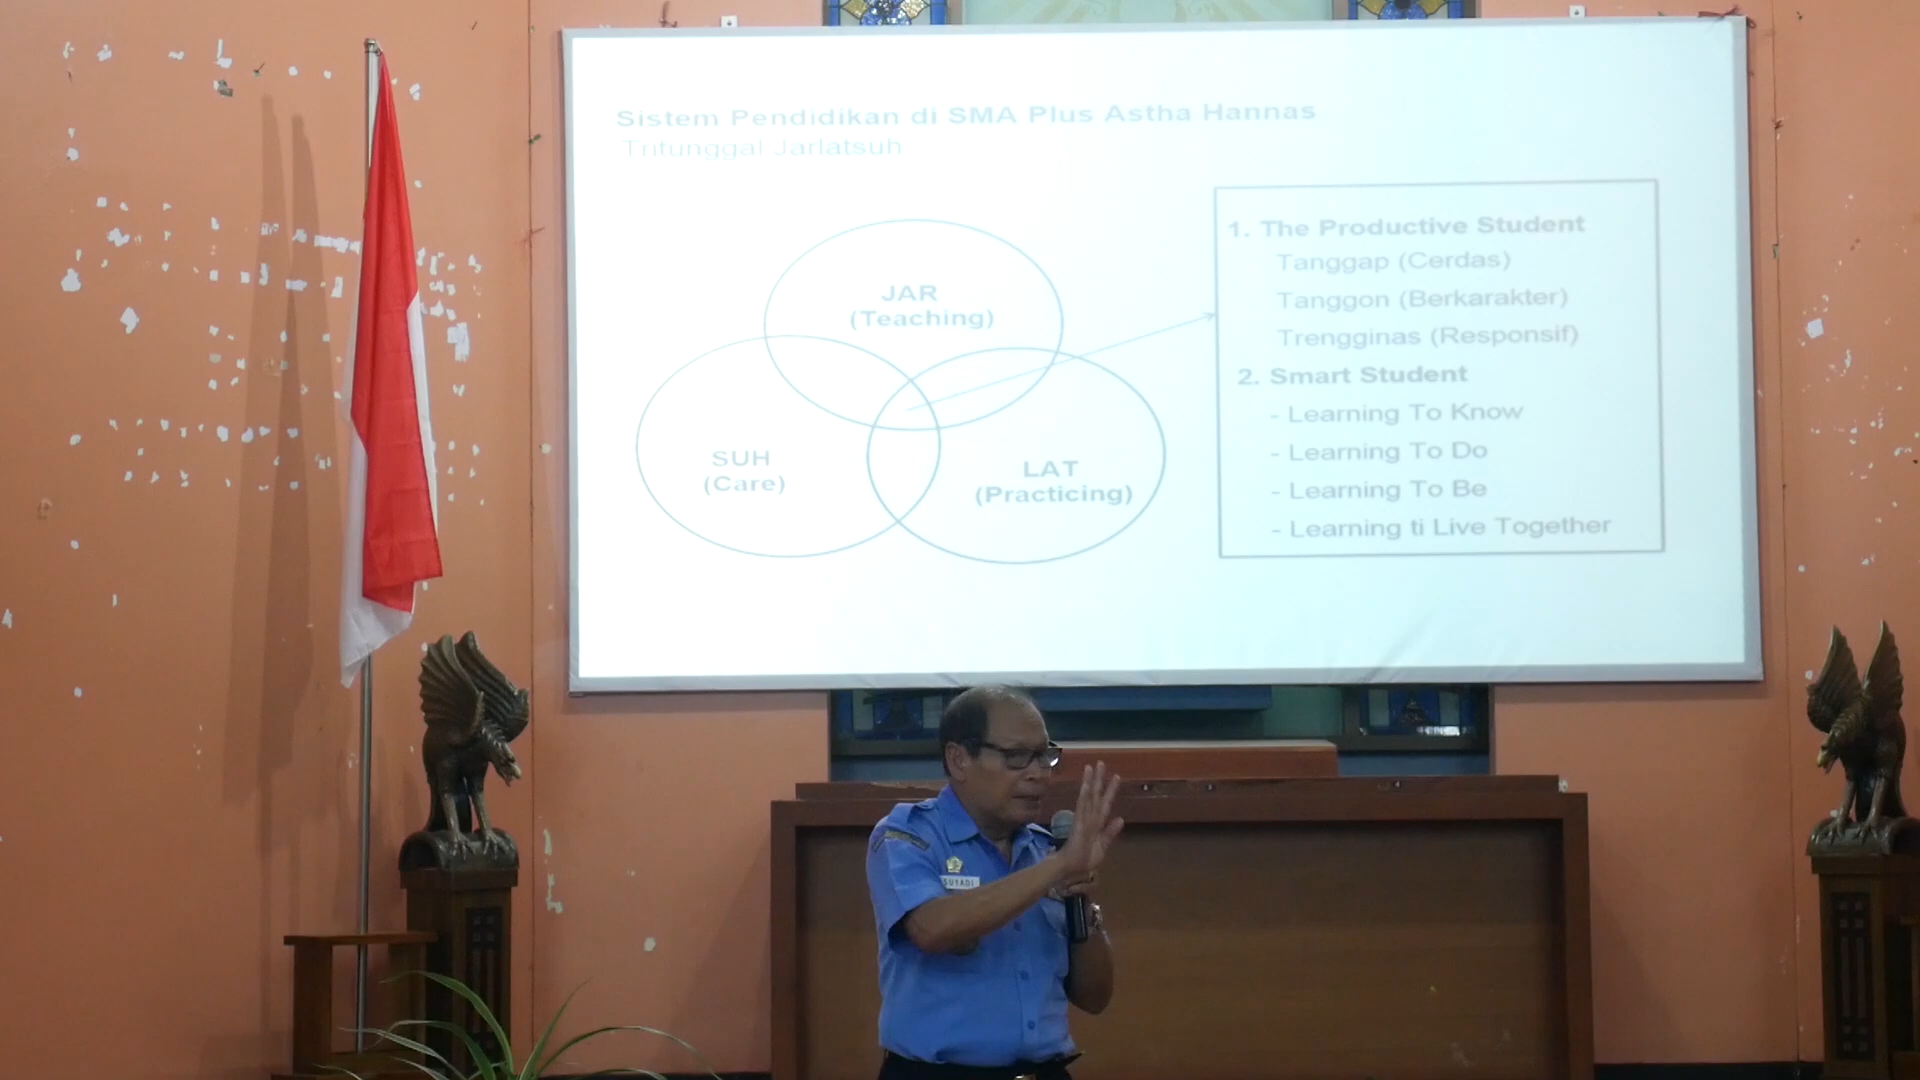 Sistem Pendidikan di SMA Plus Astha Hannas
Tritunggal Jarlatsuh
JAR
(Teaching)
SUH
(Care)
LAT
(Practicing)
1. The Productive Student
Tanggap (Cerdas)
Tanggon (Berkarakter)
Trengginas (Responsif)
2. Smart Student
- Learning To Know
- Learning To Do
- Learning To Be
- Learning ti Live Together
SUYADI